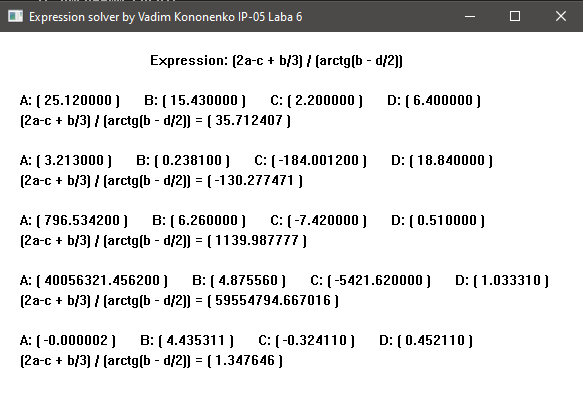 Expression solver by Vadim Kononenko IP-05 Laba 6
Expression: (2a-c + b/3) / (arctg(b - d/2))
A: ( 25.120000 ) B: ( 15.430000 ) C: ( 2.200000 ) D: ( 6.400000 )
(2a-c + b/3) / (arctg(b - d/2)) = ( 35.712407 )
A: ( 3.213000 ) B: ( 0.238100 ) C: ( -184.001200 ) D: ( 18.840000 )
(2a-c + b/3) / (arctg(b - d/2)) = ( -130.277471 )
A: ( 796.534200 ) B: ( 6.260000 ) C: ( -7.420000 ) D: ( 0.510000 )
(2a-c + b/3) / (arctg(b - d/2)) = ( 1139.987777 )
A: ( 40056321.456200 ) B: ( 4.875560 ) C: ( -5421.620000 ) D: ( 1.033310 )
(2a-c + b/3) / (arctg(b - d/2)) = ( 59554794.667016 )
A: ( -0.000002 ) B: ( 4.435311 ) C: ( -0.324110 ) D: ( 0.452110 )
(2a-c + b/3) / (arctg(b - d/2)) = ( 1.347646 )